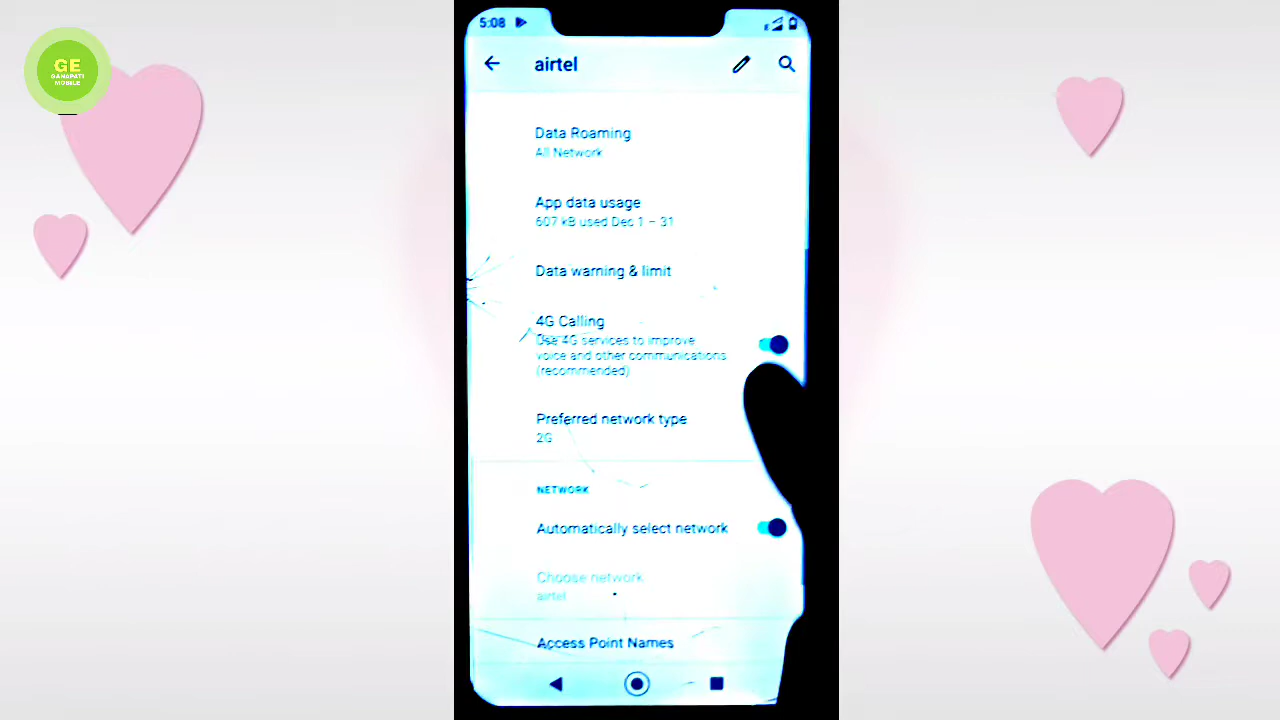 GE
GANAPATI
MOBILE
5:08
E
airtel
Data Roaming
All Network
App data usage
607 kB used Dec 1 – 31
Data warning & limit
4G Calling
Use 4G services to improve
voice and other communications
(recommended)
Preferred network type
2G
NETWORK
Automatically select network
Choose network
airtel
Access Point Names